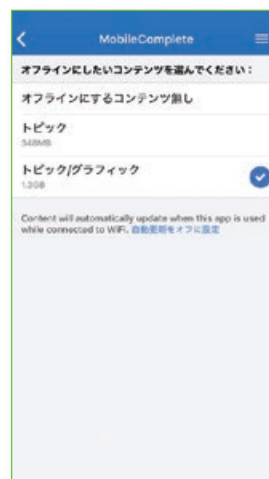 MobileComplete
オフラインにしたいコンテンツを選んでください：
オフラインにするコンテンツ無し
トピック
348MB
トピック/グラフィック
1.3GB
Content will automatically update when this app is used
while connected to WiFi. 自動更新をオフに設定